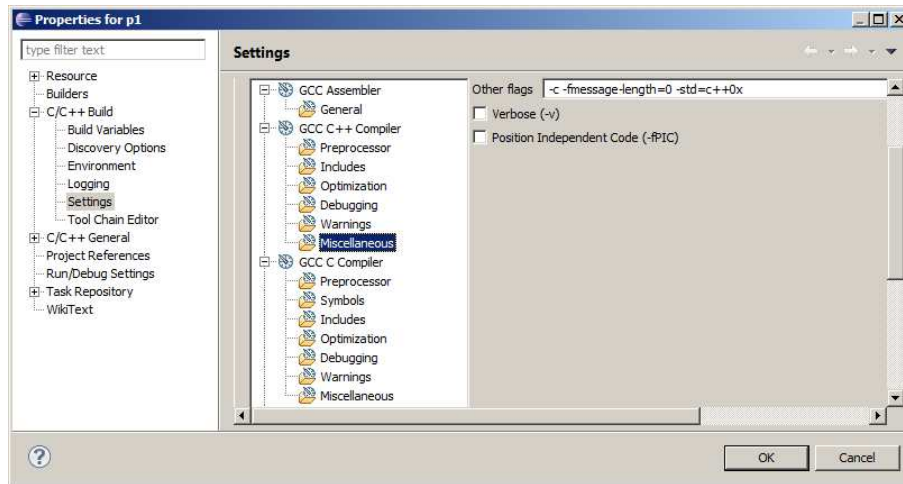 Properties for p1
type filter text
Resource
Builders
C/C++ Build
Build Variables
Discovery Options
Environment
Logging
Settings
Tool Chain Editor
C/C++ General
Project References
Run/Debug Settings
Task Repository
WikiText
Settings
GCC Assembler
General
GCC C++ Compiler
Preprocessor
Includes
Optimization
Debugging
Warnings
Miscellaneous
GCC C Compiler
Preprocessor
Symbols
Includes
Optimization
Debugging
Warnings
Miscellaneous
Other flags -c -fmessage-length=0 -std=c++0x
Verbose (-v)
Position Independent Code (-fPIC)
OK
Cancel